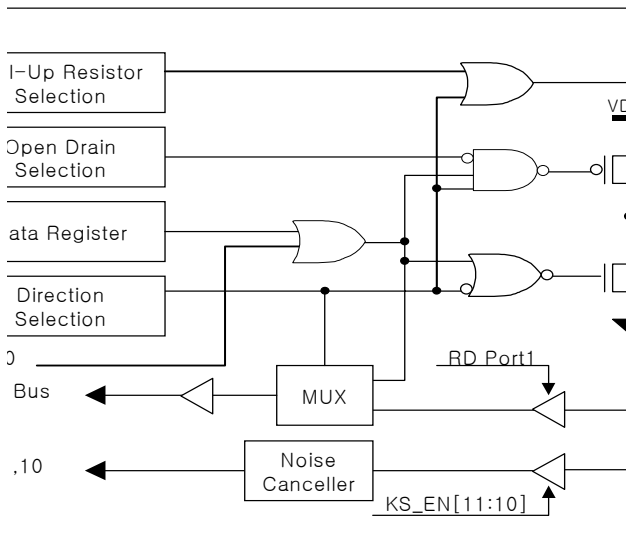 l-Up Resistor
Selection
VD
Open Drain
Selection
ata Register
Direction
Selection
0
RD Port1
Bus
MUX
,10
Noise
Canceller
KS_EN[11:10]